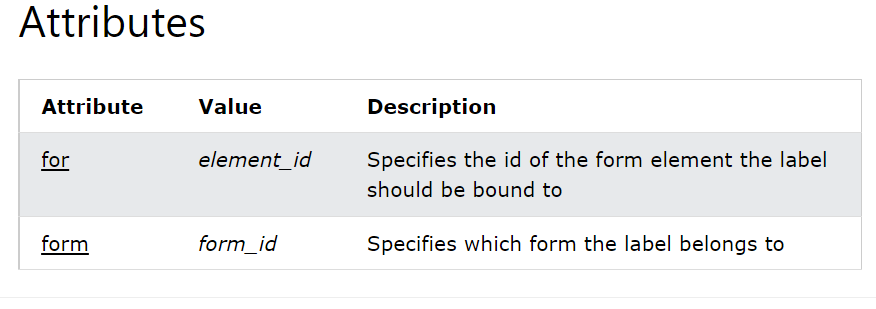 Attributes
Attribute Value Description
for element_id Specifies the id of the form element the label
should be bound to
form form_id Specifies which form the label belongs to